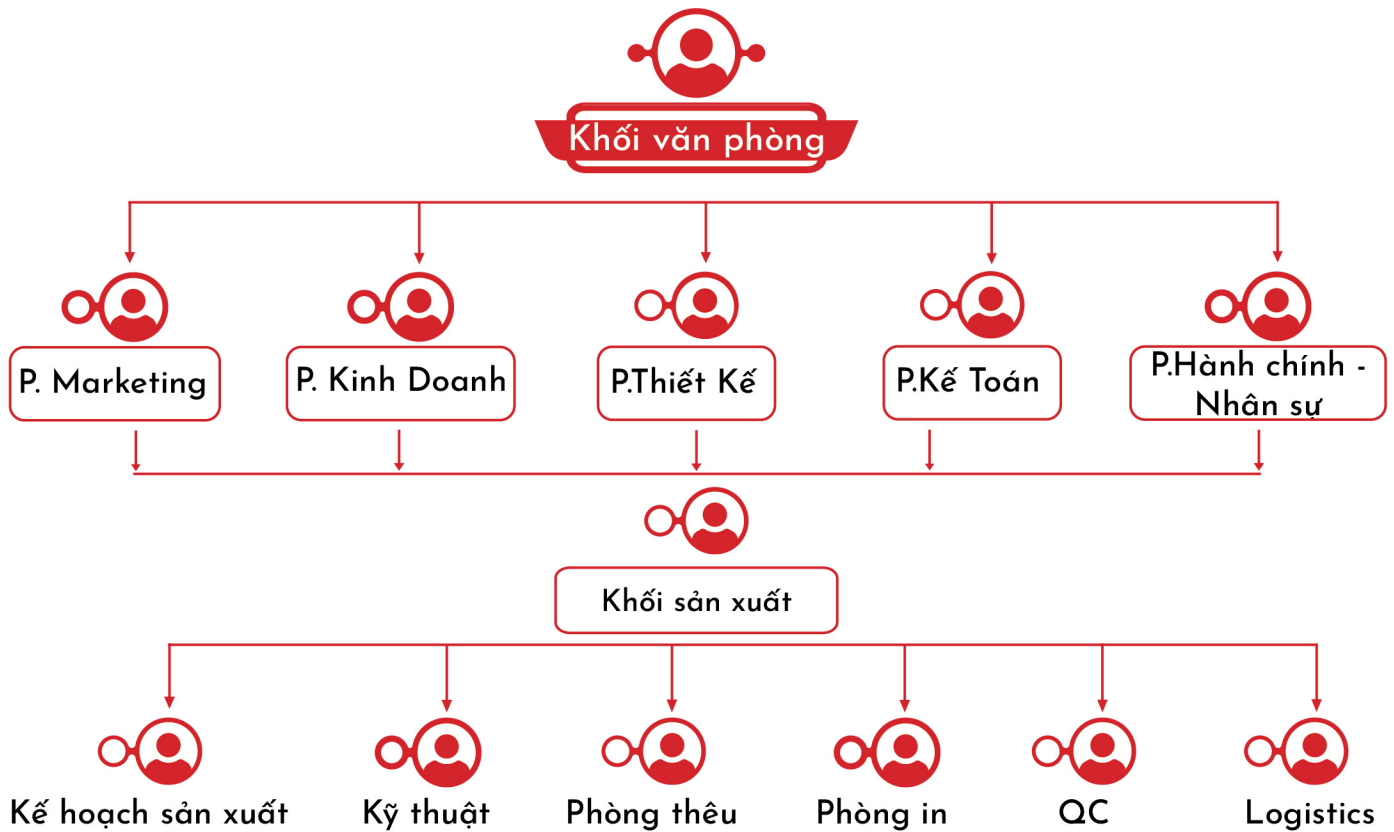 Khối văn phòng
P. Marketing
P. Kinh Doanh
P.Thiết Kế
P.Kế Toán
P.Hành chính -
Nhân sự
Khối sản xuất
Kế hoạch sản xuất
Kỹ thuật
Phòng thêu
Phòng in
QC
Logistics